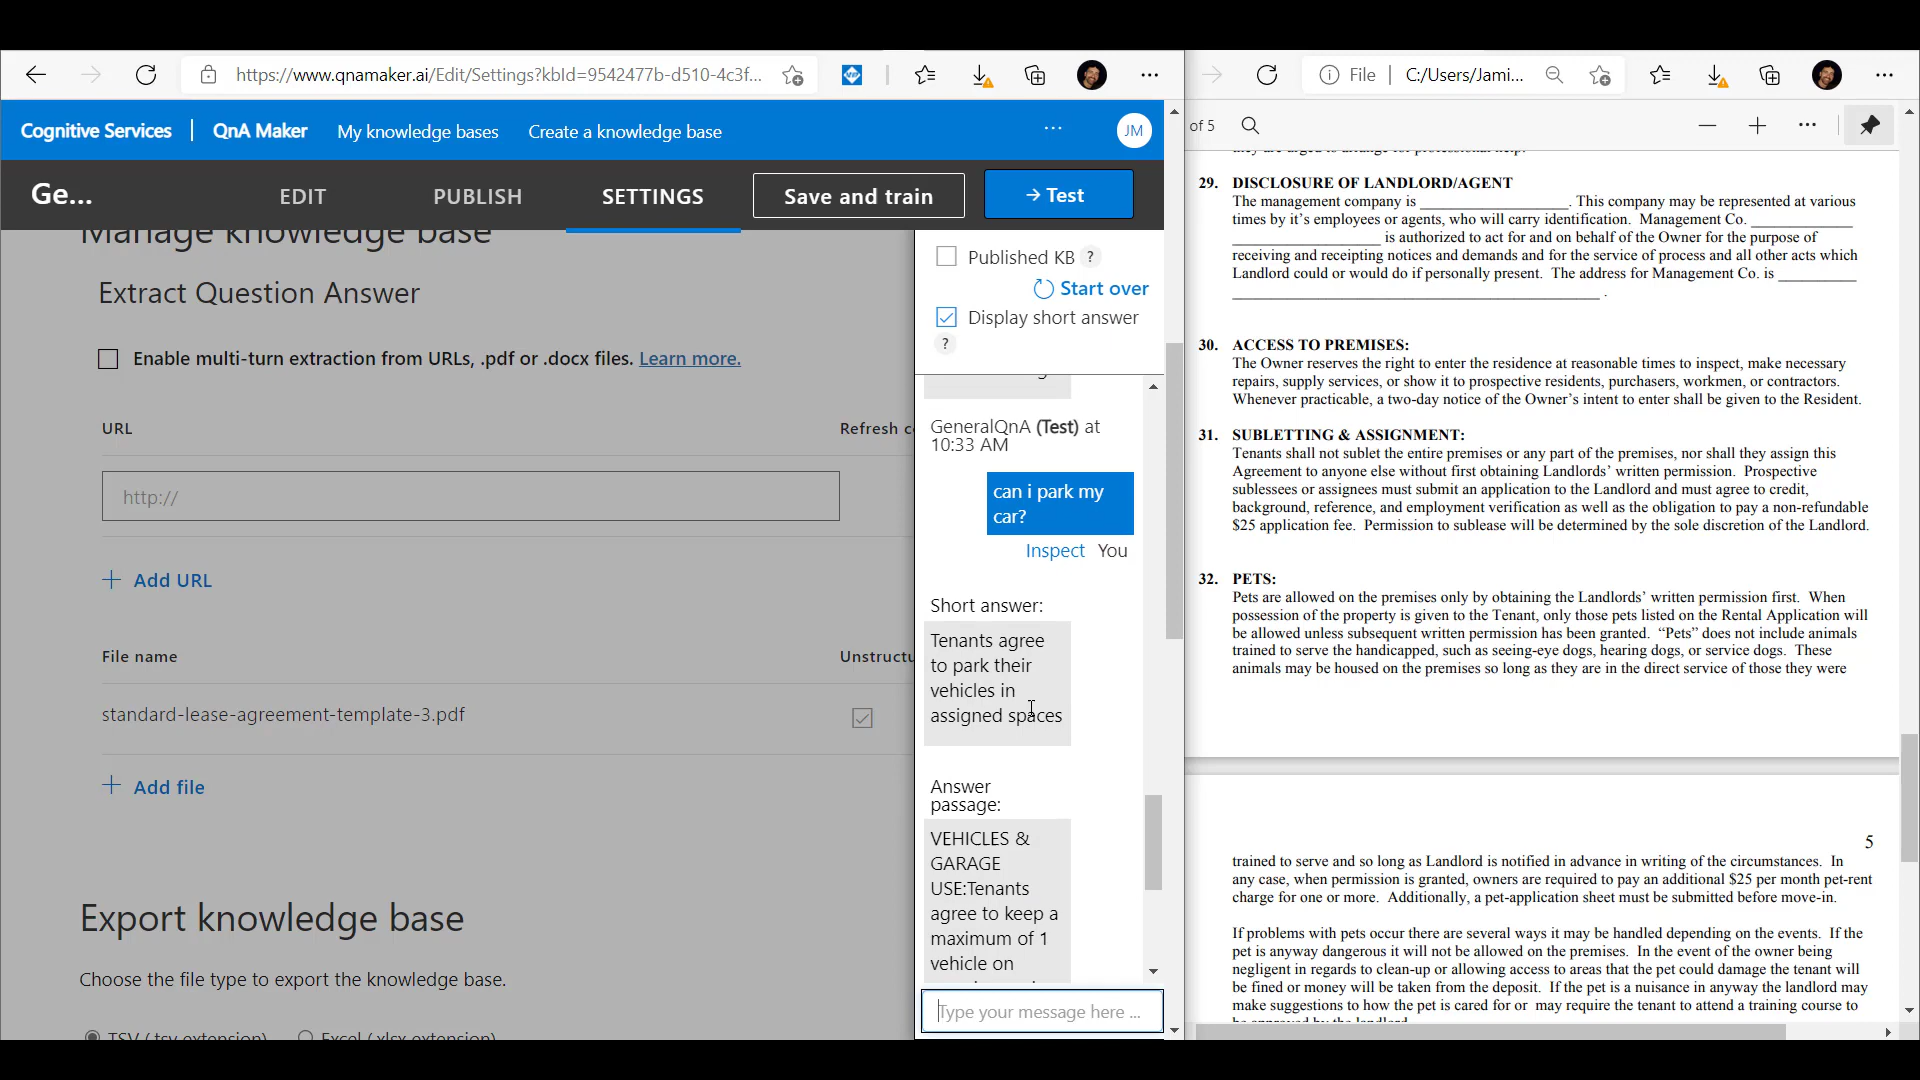 https://www.qnamaker.ai/Edit/Settings?kbId=9542477b-d510-4c3f...
VP
Cognitive Services
QnA Maker
My knowledge bases
Create a knowledge base
...
JM
Ge...
EDIT
PUBLISH
SETTINGS
Save and train
→ Test
Manage knowledge base
Extract Question Answer
Enable multi-turn extraction from URLs, .pdf or .docx files. Learn more.
URL
Refresh c
http://
+ Add URL
File name
Unstructu
standard-lease-agreement-template-3.pdf
+ Add file
Export knowledge base
Choose the file type to export the knowledge base.
TSV (.tsv extension)
Excel (.xlsx extension)
Published KB ?
Start over
Display short answer
?
GeneralQnA (Test) at
10:33 AM
can i park my
car?
Inspect You
Short answer:
Tenants agree
to park their
vehicles in
assigned spaces
Answer
passage:
VEHICLES &
GARAGE
USE:Tenants
agree to keep a
maximum of 1
vehicle on
Type your message here ...
File
C:/Users/Jami...
of 5
they are urged to arrange for professional help.
29. DISCLOSURE OF LANDLORD/AGENT
The management company is ____________________. This company may be represented at various
times by it's employees or agents, who will carry identification. Management Co. ______________
____________________ is authorized to act for and on behalf of the Owner for the purpose of
receiving and receipting notices and demands and for the service of process and all other acts which
Landlord could or would do if personally present. The address for Management Co. is __________
__________________________________________________ .
30. ACCESS TO PREMISES:
The Owner reserves the right to enter the residence at reasonable times to inspect, make necessary
repairs, supply services, or show it to prospective residents, purchasers, workmen, or contractors.
Whenever practicable, a two-day notice of the Owner's intent to enter shall be given to the Resident.
31. SUBLETTING & ASSIGNMENT:
Tenants shall not sublet the entire premises or any part of the premises, nor shall they assign this
Agreement to anyone else without first obtaining Landlords' written permission. Prospective
sublessees or assignees must submit an application to the Landlord and must agree to credit,
background, reference, and employment verification as well as the obligation to pay a non-refundable
$25 application fee. Permission to sublease will be determined by the sole discretion of the Landlord.
32. PETS:
Pets are allowed on the premises only by obtaining the Landlords' written permission first. When
possession of the property is given to the Tenant, only those pets listed on the Rental Application will
be allowed unless subsequent written permission has been granted. “Pets” does not include animals
trained to serve the handicapped, such as seeing-eye dogs, hearing dogs, or service dogs. These
animals may be housed on the premises so long as they are in the direct service of those they were
5
trained to serve and so long as Landlord is notified in advance in writing of the circumstances. In
any case, when permission is granted, owners are required to pay an additional $25 per month pet-rent
charge for one or more. Additionally, a pet-application sheet must be submitted before move-in.
If problems with pets occur there are several ways it may be handled depending on the events. If the
pet is anyway dangerous it will not be allowed on the premises. In the event of the owner being
negligent in regards to clean-up or allowing access to areas that the pet could damage the tenant will
be fined or money will be taken from the deposit. If the pet is a nuisance in anyway the landlord may
make suggestions to how the pet is cared for or may require the tenant to attend a training course to
be approved by the landlord